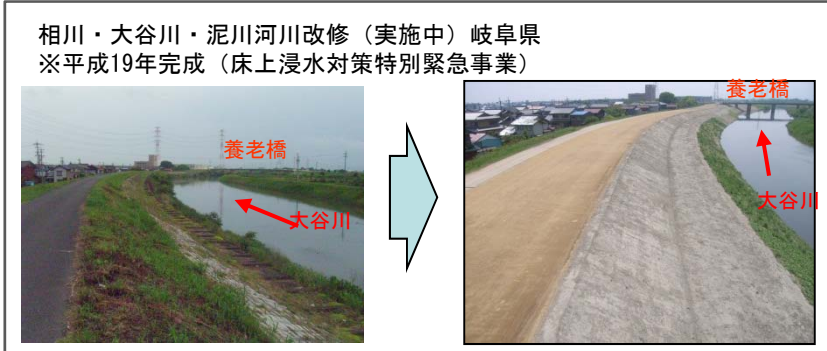 相川・大谷川・泥川河川改修（実施中）岐阜県
※平成19年完成（床上浸水対策特別緊急事業）
養老橋
大谷川
養老橋
大谷川